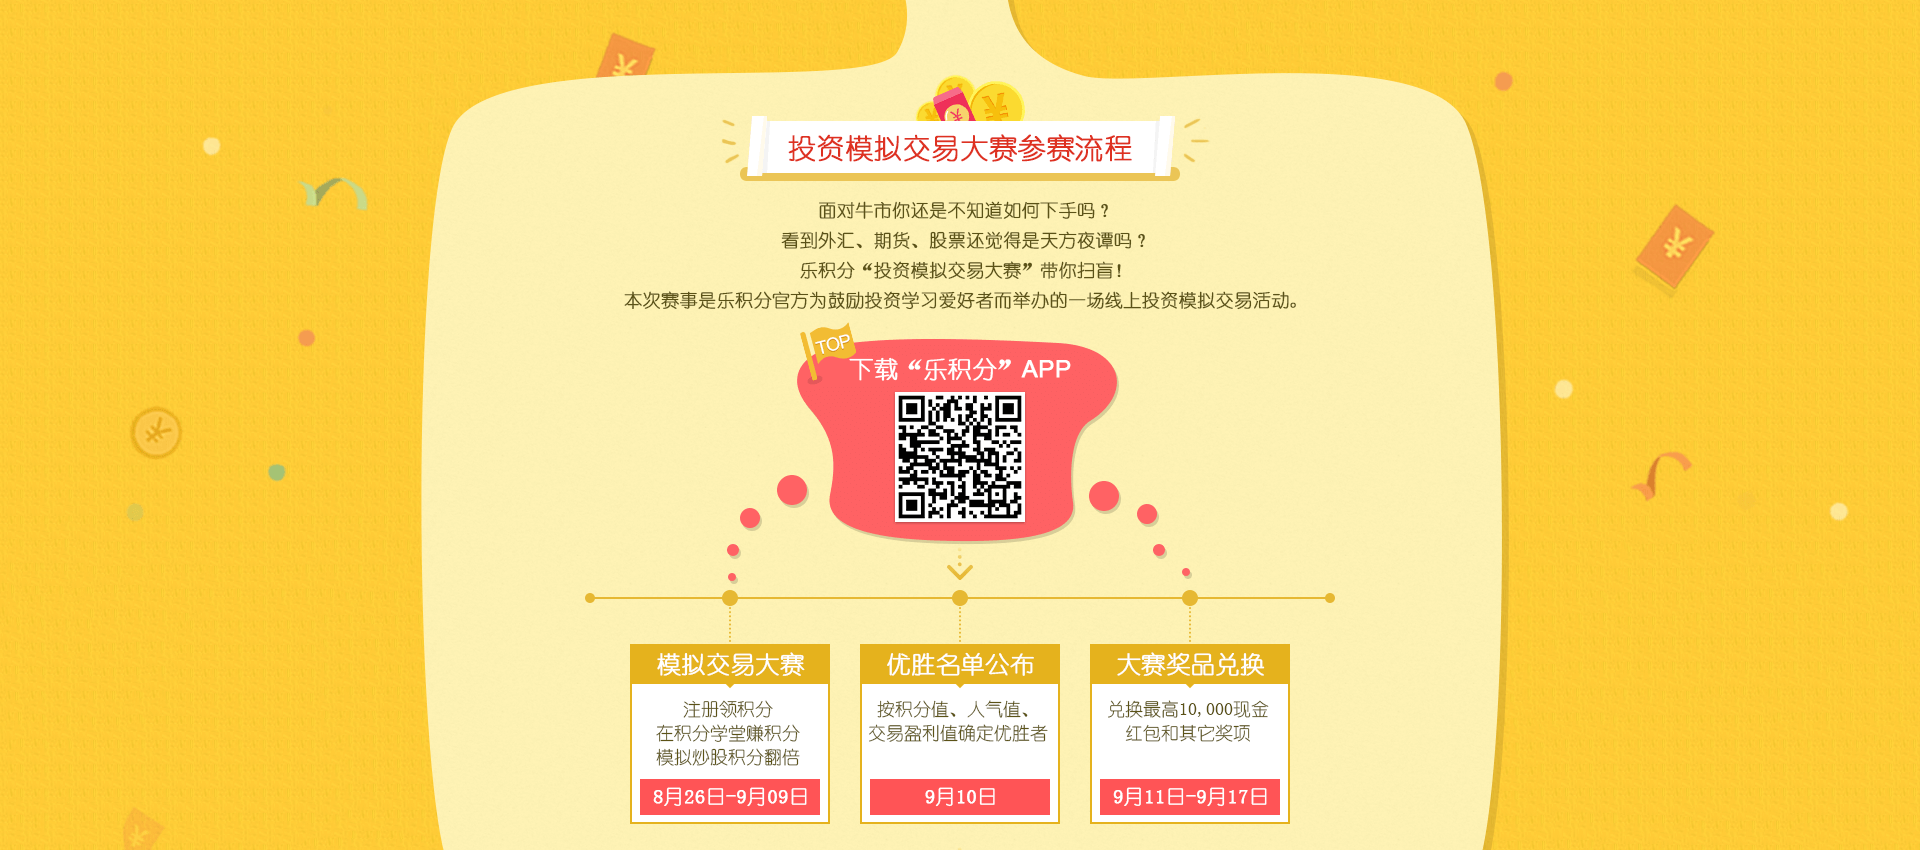 投资模拟交易大赛参赛流程
面对牛市你还是不知道如何下手吗？
看到外汇、期货、股票还觉得是天方夜谭吗？
乐积分“投资模拟交易大赛”带你扫盲！
本次赛事是乐积分官方为鼓励投资学习爱好者而举办的一场线上投资模拟交易活动。
TOP
下载“乐积分”APP
模拟交易大赛
注册领积分
在积分学堂赚积分
模拟炒股积分翻倍
8月26日-9月09日
优胜名单公布
按积分值、人气值、
交易盈利值确定优胜者
9月10日
大赛奖品兑换
兑换最高10,000现金
红包和其它奖项
9月11日-9月17日